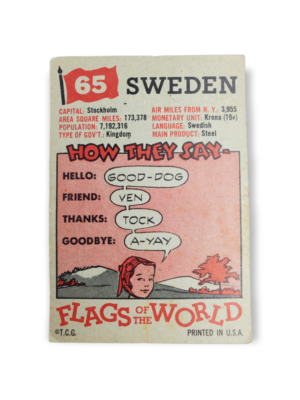 65 SWEDEN
CAPITAL: Stockholm
AREA SQUARE MILES: 173,378
POPULATION: 7,192,316
TYPE OF GOV'T.: Kingdom
AIR MILES FROM N. Y. 3,955
MONETARY UNIT. Krona (19¢)
LANGUAGE: Swedish
MAIN PRODUCT: Steel
HOW THEY SAY-
HELLO: GOOD-DOG
FRIEND: VEN
THANKS: TOCK
GOODBYE: A-YAY
FLAGS OF THE WORLD
©T.C.G. PRINTED IN U.S.A.